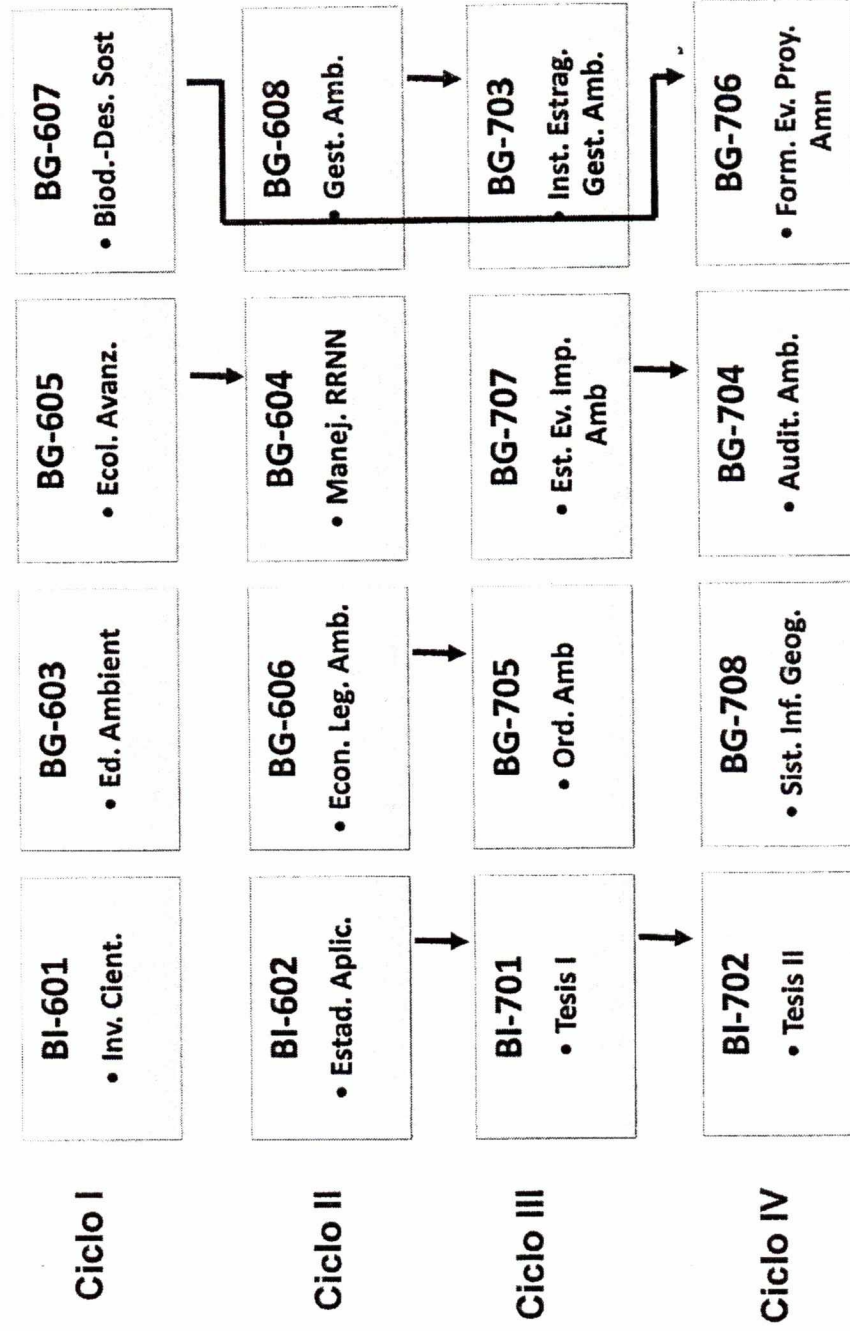 Ciclo I
BI-601
• Inv. Cient.
BG-603
• Ed. Ambient
BG-605
• Ecol. Avanz.
BG-607
• Biod.-Des. Sost
Ciclo II
BI-602
• Estad. Aplic.
BG-606
• Econ. Leg. Amb.
BG-604
• Manej. RRNN
BG-608
• Gest. Amb.
Ciclo III
BI-701
• Tesis I
BG-705
• Ord. Amb
BG-707
• Est. Ev. Imp.
Amb
BG-703
• Inst. Estrag.
Gest. Amb.
Ciclo IV
BI-702
• Tesis II
BG-708
• Sist. Inf. Geog.
BG-704
• Audit. Amb.
BG-706
• Form. Ev. Proy.
Amn